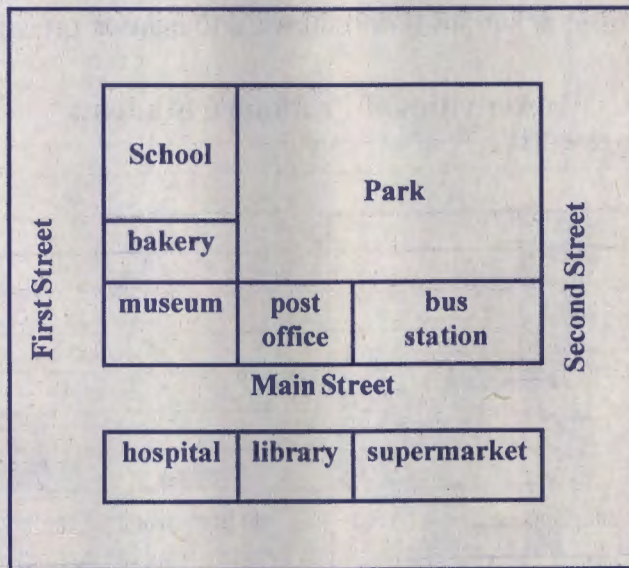 School
Park
bakery
First Street
Second Street
museum
post
office
bus
station
Main Street
hospital
library
supermarket